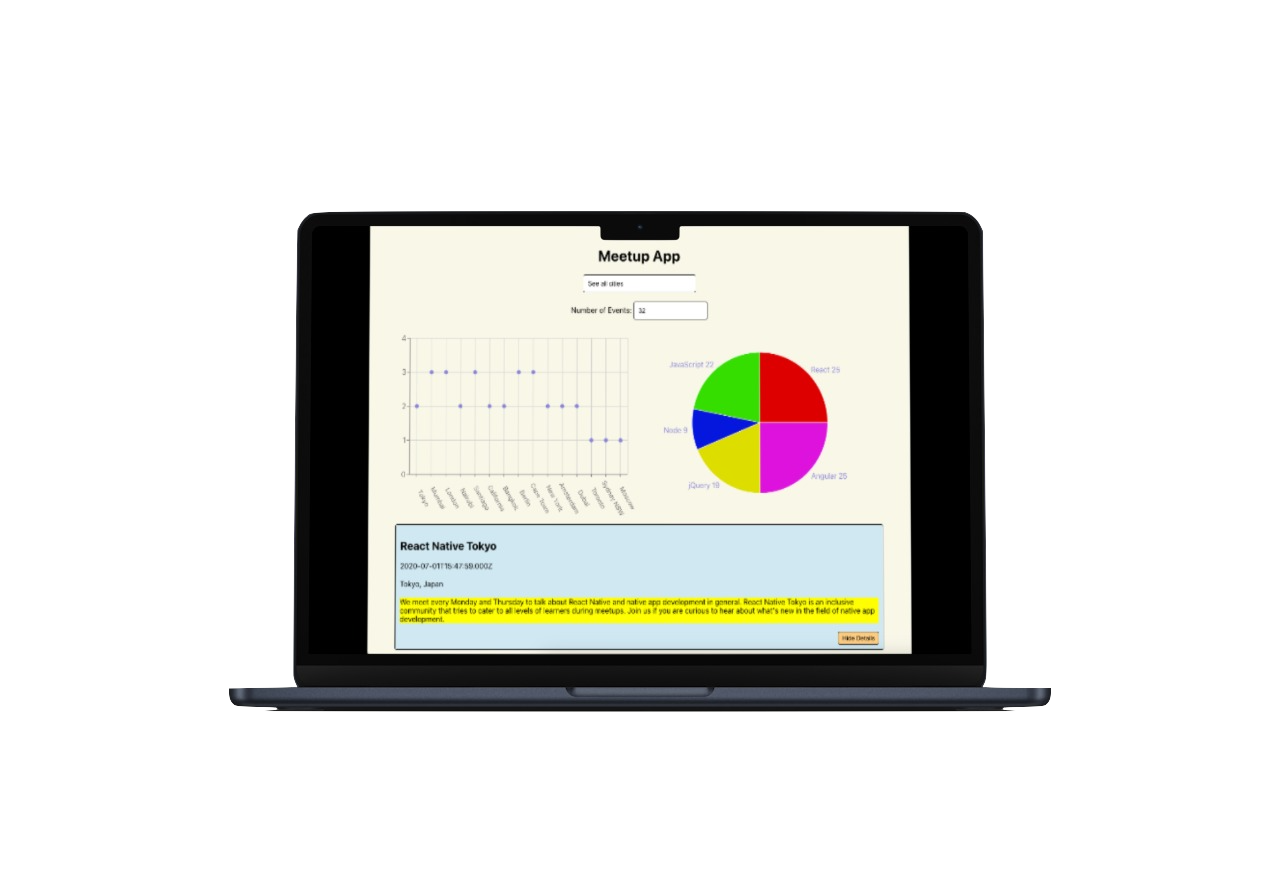 Meetup App
See all cities
Number of Events: 32
4
3
2
1
0
Tokyo
Mumbai
London
Nairobi
Santiago
California
Bangkok
Berlin
Cape Town
New York
Amsterdam
Dubai
Toronto
Sydney NSW
Moscow
JavaScript 22
React 25
Node 9
jQuery 19
Angular 25
React Native Tokyo
2020-07-01T15:47:59.000Z
Tokyo, Japan
We meet every Monday and Thursday to talk about React Native and native app development in general. React Native Tokyo is an inclusive
community that tries to cater to all levels of learners during meetups. Join us if you are curious to hear about what's new in the field of native app
development.
Hide Details